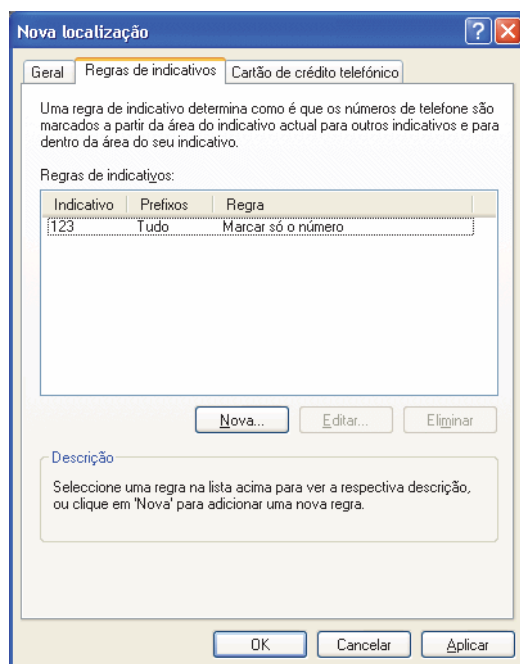 Nova localização
Geral Regras de indicativos Cartão de crédito telefónico
Uma regra de indicativo determina como é que os números de telefone são
marcados a partir da área do indicativo actual para outros indicativos e para
dentro da área do seu indicativo.
Regras de indicativos:
Indicativo Prefixos Regra
123 Tudo Marcar só o número
Nova... Editar... Eliminar
Descrição
Seleccione uma regra na lista acima para ver a respectiva descrição,
ou clique em 'Nova' para adicionar uma nova regra.
OK Cancelar Aplicar